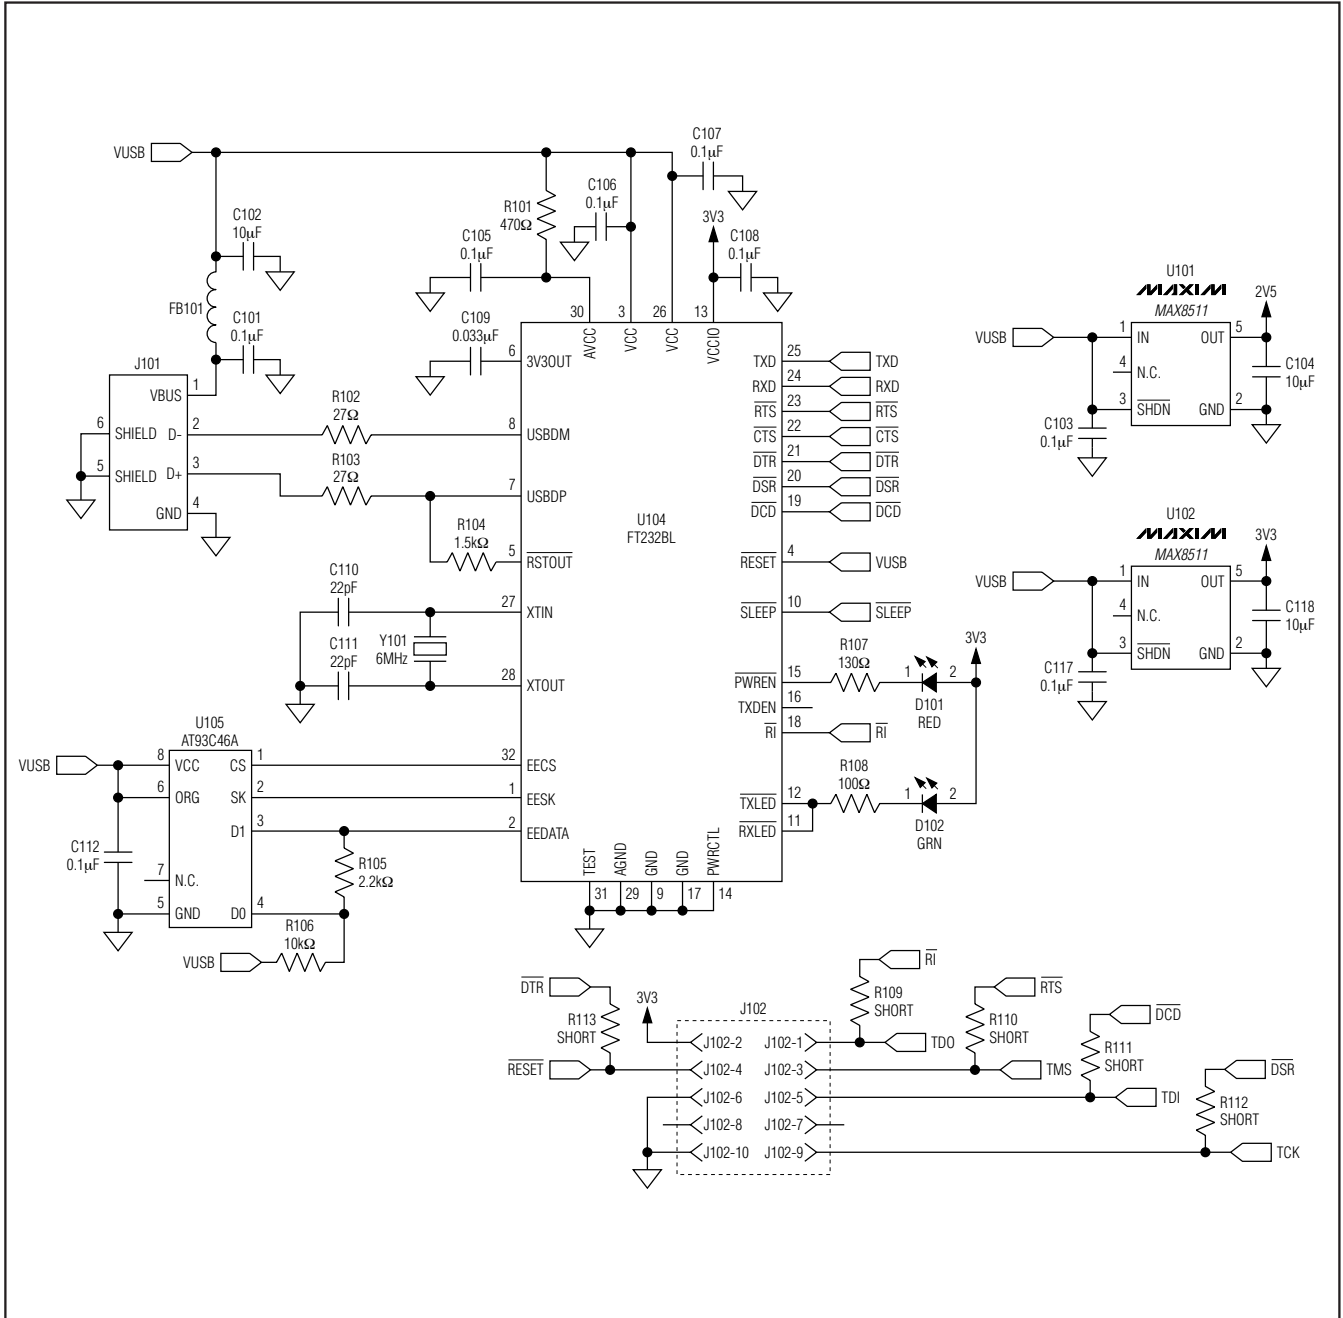 VUSB
C107
0.1μF
C106
0.1μF
R101
470Ω
C102
10μF
C105
0.1μF
3V3
C108
0.1μF
FB101
C101
0.1μF
C109
0.033μF
30
3
26
13
AVCC
VCC
VCC
VCCIO
6
3V3OUT
J101
VBUS
1
6
SHIELD
D-
2
5
SHIELD
D+
3
GND
4
R102
27Ω
8
USBDM
R103
27Ω
7
USBDP
R104
1.5kΩ
5
RSTOUT
U104
FT232BL
TXD
25
TXD
RXD
24
RXD
RTS
23
RTS
CTS
22
CTS
DTR
21
DTR
DSR
20
DSR
DCD
19
DCD
RESET
4
VUSB
SLEEP
10
SLEEP
U101
MAXIM
MAX8511
VUSB
1
IN
OUT
5
2V5
4
N.C.
3
SHDN
GND
2
C104
10μF
C103
0.1μF
U102
MAXIM
MAX8511
VUSB
1
IN
OUT
5
3V3
4
N.C.
3
SHDN
GND
2
C118
10μF
C117
0.1μF
C110
22pF
27
XTIN
C111
22pF
Y101
6MHz
28
XTOUT
PWREN
15
R107
130Ω
1
2
3V3
D101
RED
TXDEN
16
RI
18
RI
R108
100Ω
TXLED
12
1
2
RXLED
11
D102
GRN
U105
AT93C46A
VUSB
8
VCC
CS
1
32
EECS
6
ORG
SK
2
1
EESK
D1
3
2
EEDATA
C112
0.1μF
7
N.C.
R105
2.2kΩ
5
GND
D0
4
R106
10kΩ
VUSB
TEST
AGND
GND
GND
PWRCTL
31
29
9
17
14
DTR
R113
SHORT
RESET
3V3
J102
J102-2
J102-1
J102-4
J102-3
J102-6
J102-5
J102-8
J102-7
J102-10
J102-9
RI
R109
SHORT
TDO
RTS
R110
SHORT
TMS
DCD
R111
SHORT
TDI
DSR
R112
SHORT
TCK